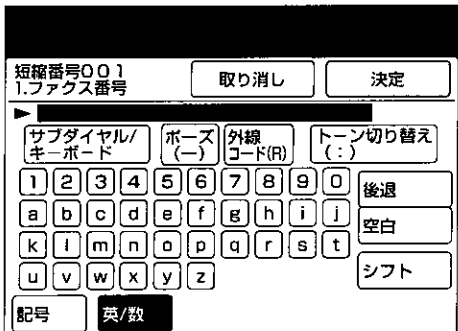 短縮番号001
1.ファクス番号
取り消し
決定
サブダイヤル/
キーボード
ポーズ
(-)
外線
コード(R)
トーン切り替え
(:)
1 2 3 4 5 6 7 8 9 0
後退
a b c d e f g h i j
空白
k l m n o p q r s t
u v w x y z
シフト
記号
英/数